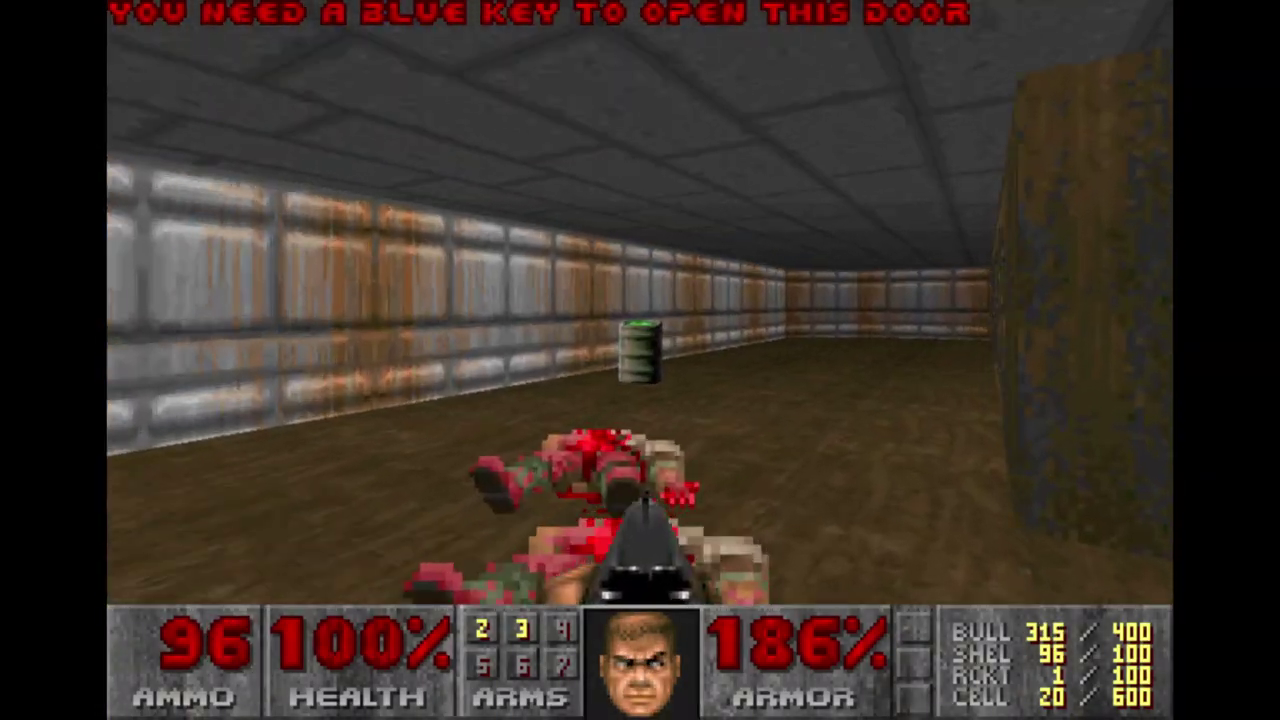 YOU NEED A BLUE KEY TO OPEN THIS DOOR
96 100% 2 3 4 186% BULL 315 / 400
SHEL 96 / 100
5 6 7 RCKT 1 / 100
AMMO HEALTH ARMS ARMOR CELL 20 / 600